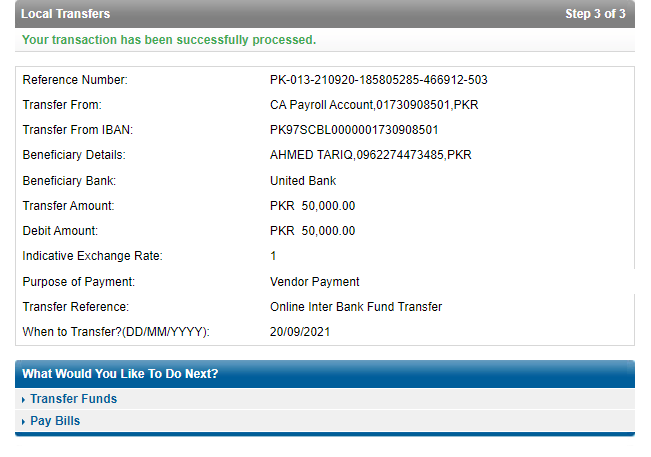 Local Transfers Step 3 of 3
Your transaction has been successfully processed.
Reference Number: PK-013-210920-185805285-466912-503
Transfer From: CA Payroll Account,01730908501,PKR
Transfer From IBAN: PK97SCBL0000001730908501
Beneficiary Details: AHMED TARIQ,0962274473485,PKR
Beneficiary Bank: United Bank
Transfer Amount: PKR 50,000.00
Debit Amount: PKR 50,000.00
Indicative Exchange Rate: 1
Purpose of Payment: Vendor Payment
Transfer Reference: Online Inter Bank Fund Transfer
When to Transfer?(DD/MM/YYYY): 20/09/2021
What Would You Like To Do Next?
Transfer Funds
Pay Bills